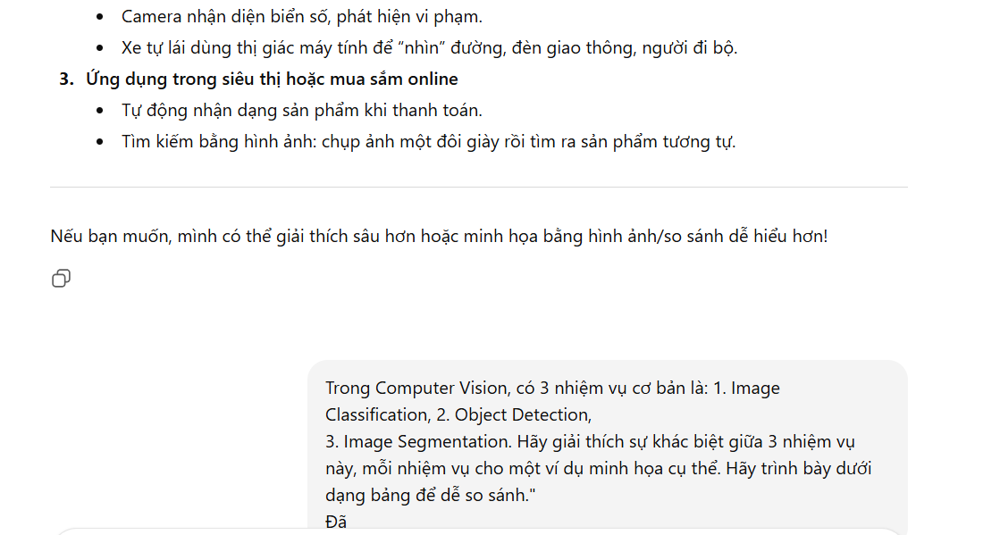 Camera nhận diện biển số, phát hiện vi phạm.
Xe tự lái dùng thị giác máy tính để “nhìn” đường, đèn giao thông, người đi bộ.
3. Ứng dụng trong siêu thị hoặc mua sắm online
Tự động nhận dạng sản phẩm khi thanh toán.
Tìm kiếm bằng hình ảnh: chụp ảnh một đôi giày rồi tìm ra sản phẩm tương tự.
Nếu bạn muốn, mình có thể giải thích sâu hơn hoặc minh họa bằng hình ảnh/so sánh dễ hiểu hơn!
Trong Computer Vision, có 3 nhiệm vụ cơ bản là: 1. Image
Classification, 2. Object Detection,
3. Image Segmentation. Hãy giải thích sự khác biệt giữa 3 nhiệm vụ
này, mỗi nhiệm vụ cho một ví dụ minh họa cụ thể. Hãy trình bày dưới
dạng bảng để dễ so sánh."
Đã